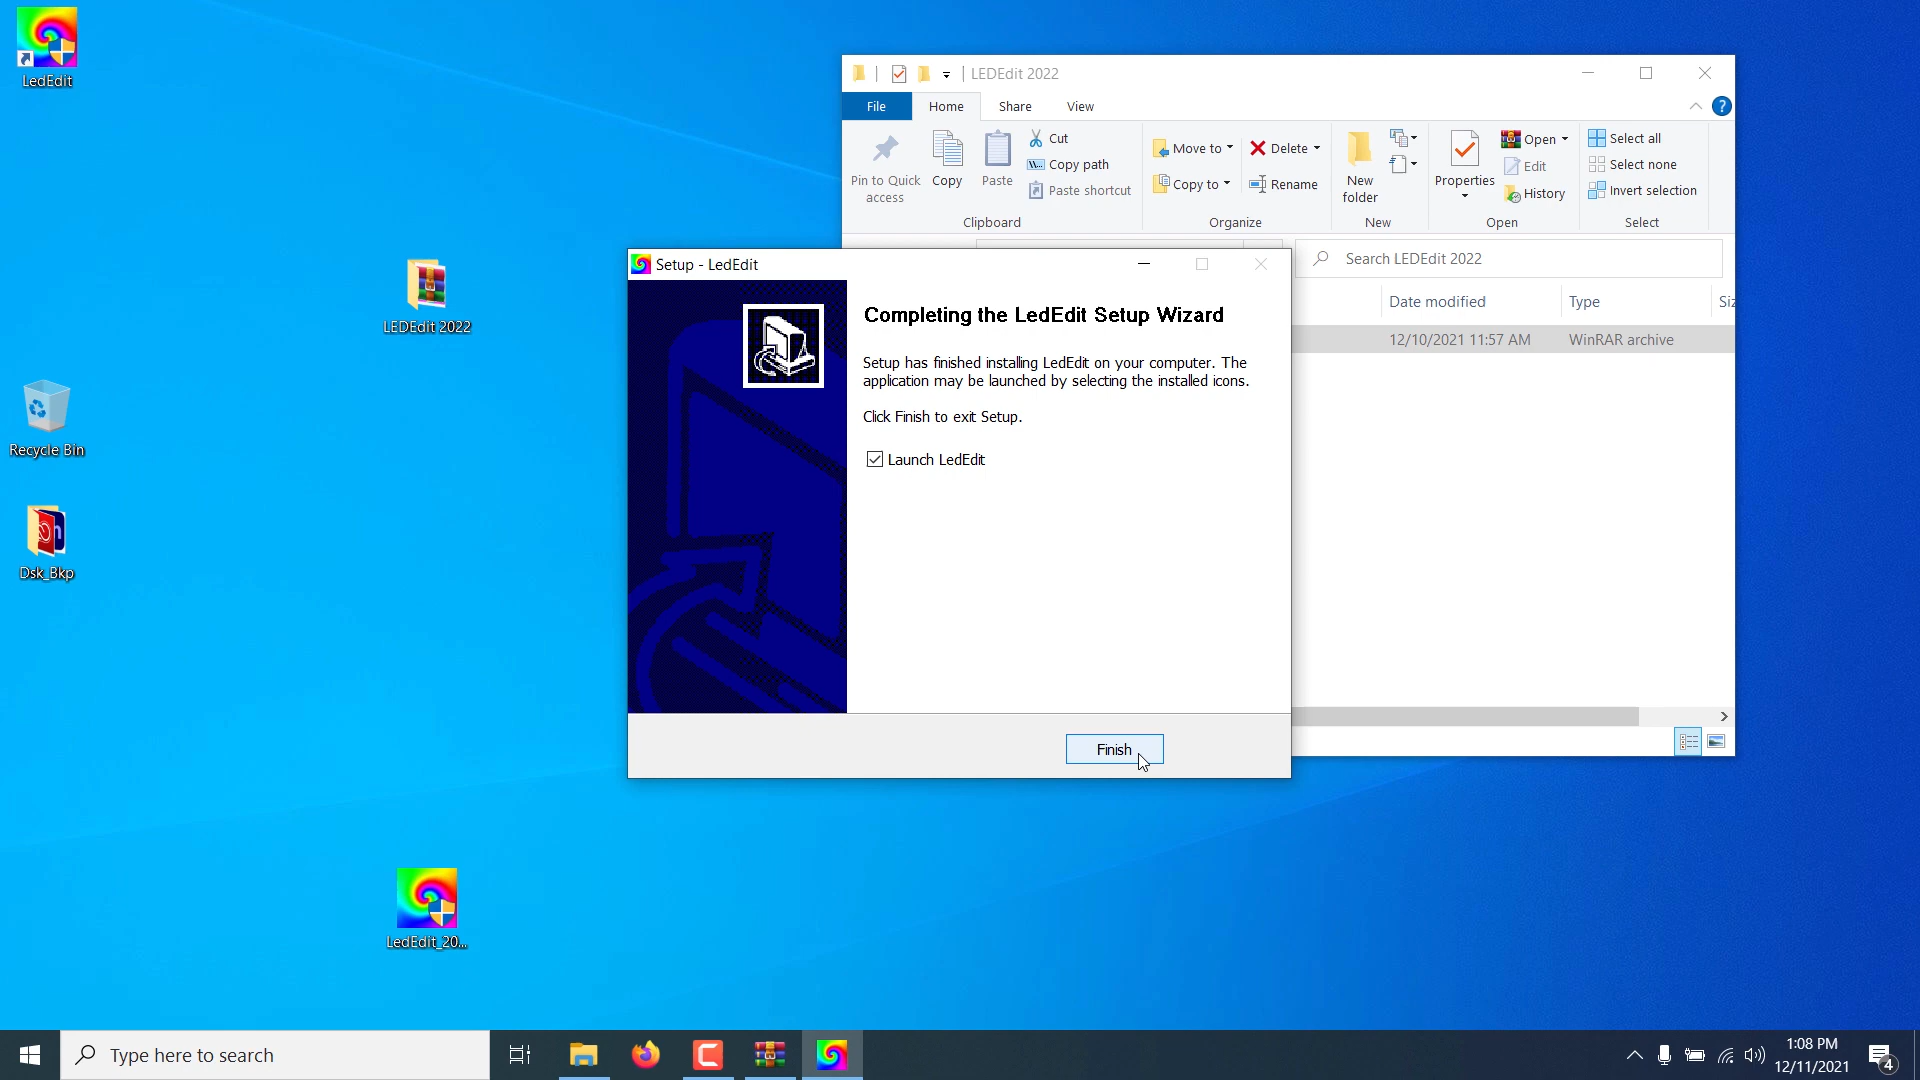 LedEdit
LEDEdit 2022
Recycle Bin
Dsk_Bkp
LedEdit_20...
LEDEdit 2022
File
Home
Share
View
Pin to Quick access
Copy
Paste
Cut
Copy path
Paste shortcut
Clipboard
Move to
Copy to
Delete
Rename
Organize
New folder
New
Properties
Open
Edit
History
Open
Select all
Select none
Invert selection
Select
Search LEDEdit 2022
Date modified
Type
Siz
12/10/2021 11:57 AM
WinRAR archive
Setup - LedEdit
Completing the LedEdit Setup Wizard
Setup has finished installing LedEdit on your computer. The
application may be launched by selecting the installed icons.
Click Finish to exit Setup.
Launch LedEdit
Finish
Type here to search
1:08 PM
12/11/2021
4